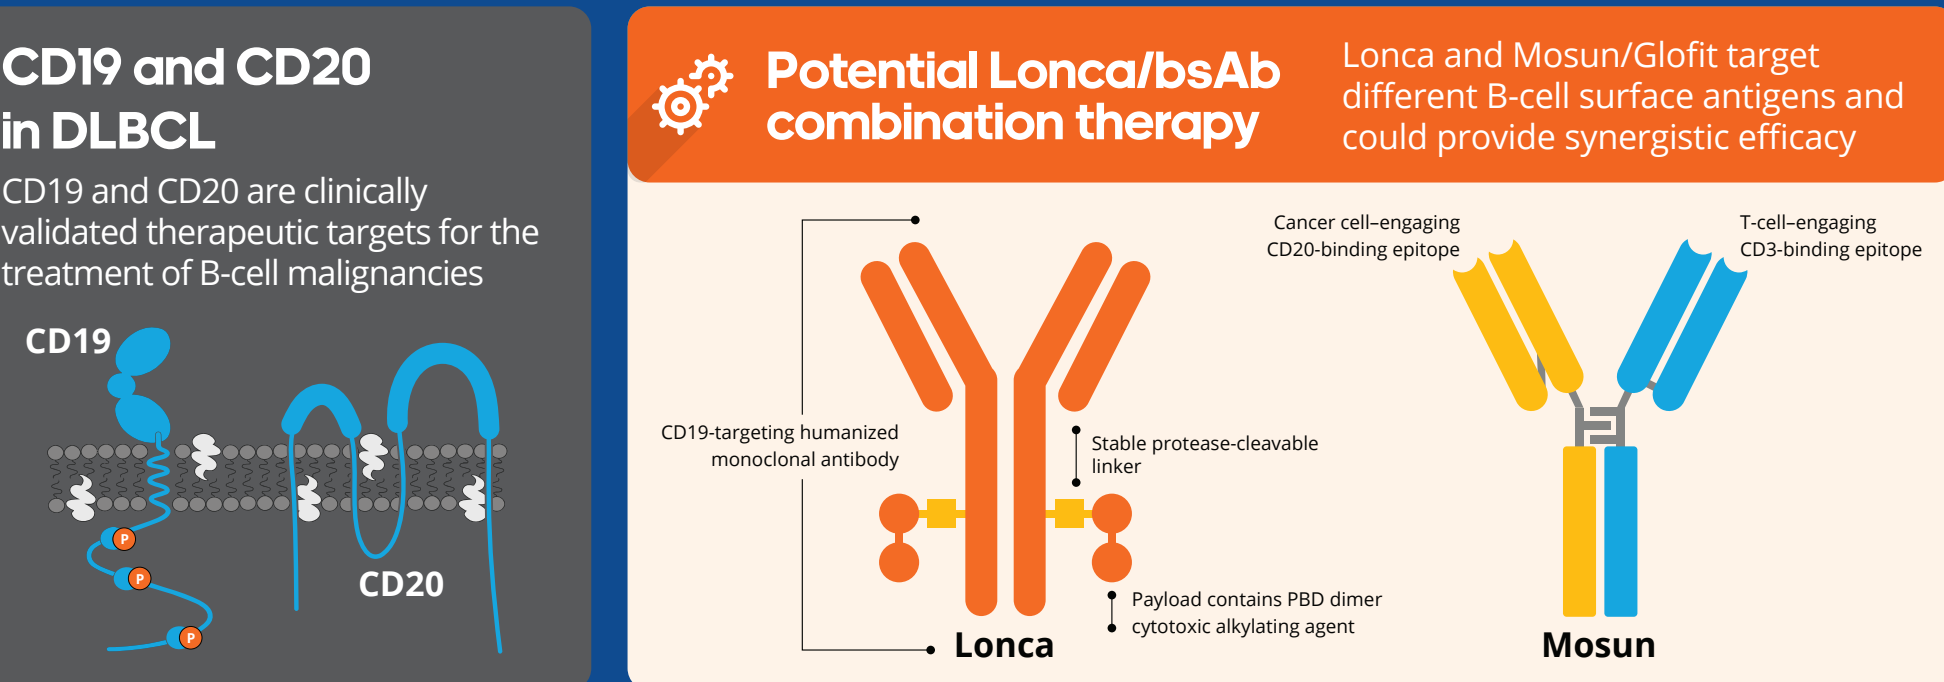 CD19 and CD20
in DLBCL
CD19 and CD20 are clinically
validated therapeutic targets for the
treatment of B-cell malignancies
CD19
P
P
P
CD20
Potential Lonca/bsAb
combination therapy
Lonca and Mosun/Glofit target
different B-cell surface antigens and
could provide synergistic efficacy
CD19-targeting humanized
monoclonal antibody
Stable protease-cleavable
linker
Payload contains PBD dimer
cytotoxic alkylating agent
Lonca
Cancer cell–engaging
CD20-binding epitope
T-cell–engaging
CD3-binding epitope
Mosun